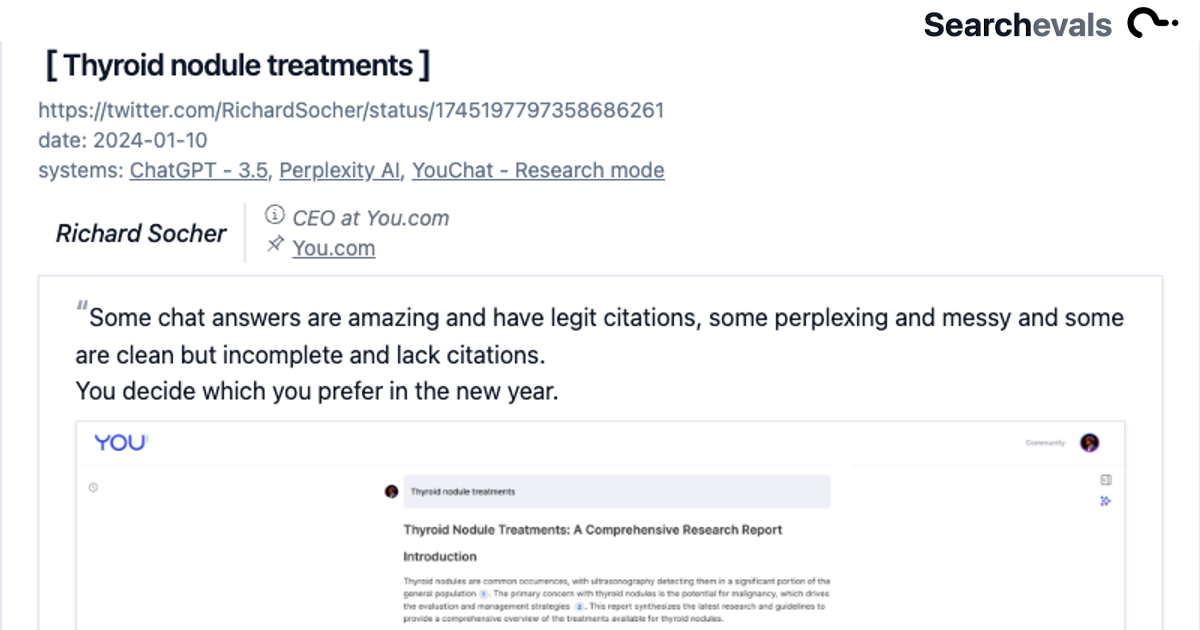 Searchevals
[ Thyroid nodule treatments ]
https://twitter.com/RichardSocher/status/1745197797358686261
date: 2024-01-10
systems: ChatGPT - 3.5, Perplexity AI, YouChat - Research mode
Richard Socher
CEO at You.com
You.com
“Some chat answers are amazing and have legit citations, some perplexing and messy and some
are clean but incomplete and lack citations.
You decide which you prefer in the new year.
YOU
Community
Thyroid nodule treatments
Thyroid Nodule Treatments: A Comprehensive Research Report
Introduction
Thyroid nodules are common occurrences, with ultrasonography detecting them in a significant portion of the
general population 1. The primary concern with thyroid nodules is the potential for malignancy, which drives
the evaluation and management strategies 2. This report synthesizes the latest research and guidelines to
provide a comprehensive overview of the treatments available for thyroid nodules.